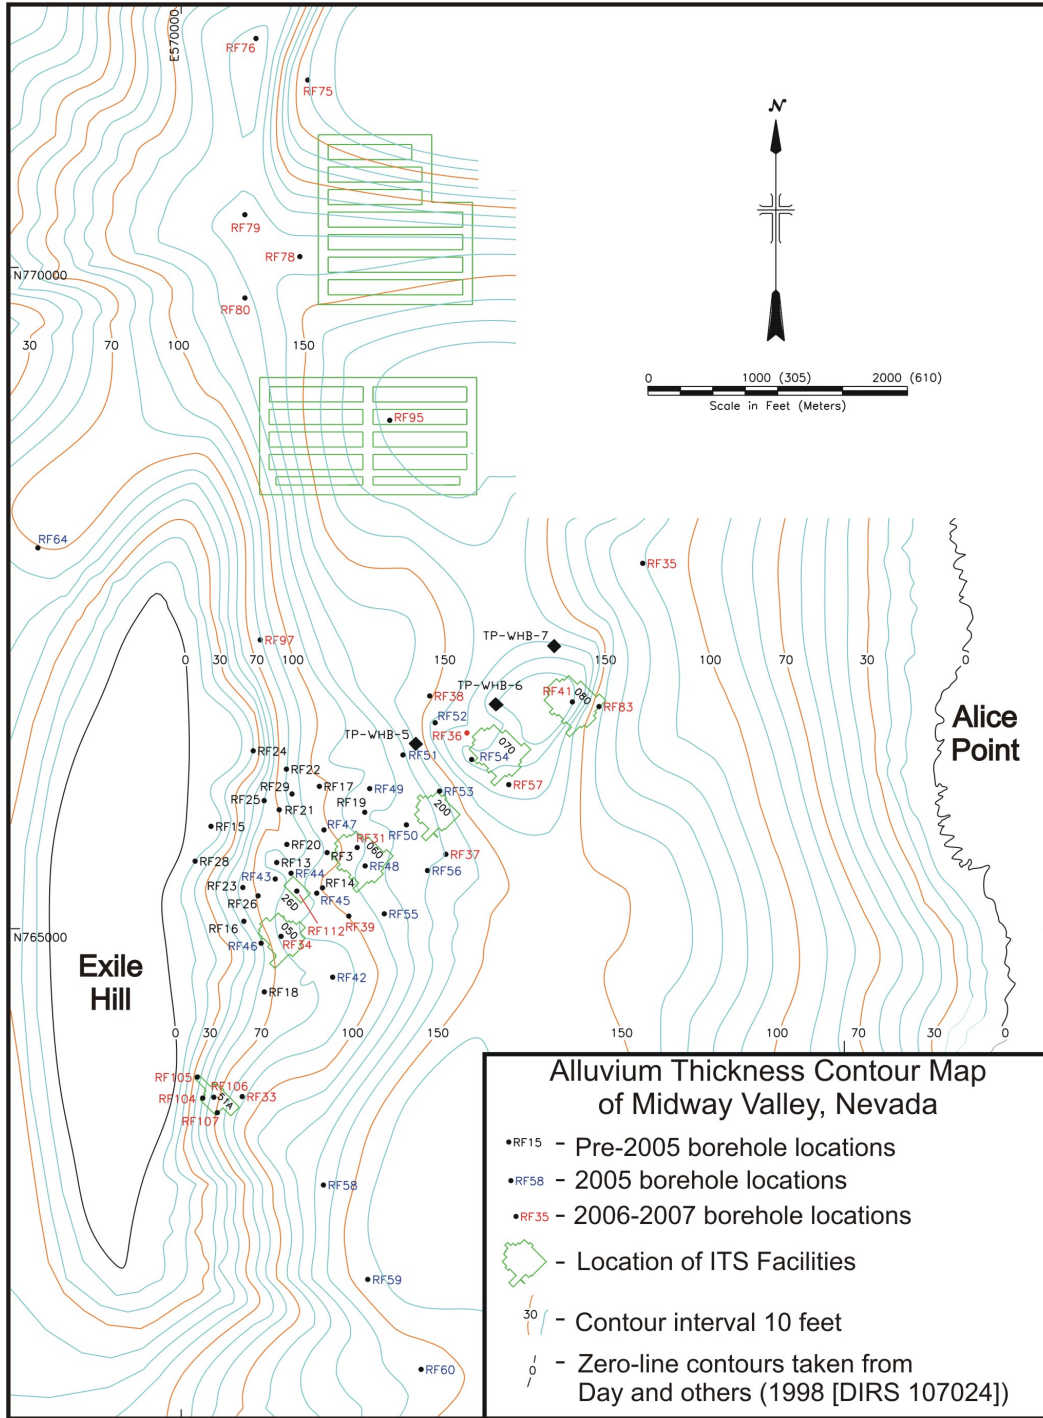 E570000
RF76
RF75
N
RF79
RF78
N770000
RF80
30
70
100
150
0
1000 (305)
2000 (610)
Scale in Feet (Meters)
RF95
RF64
RF35
RF97
TP-WHB-7
0
30
70
100
150
150
100
70
30
0
TP-WHB-6
RF41
080
RF38
RF83
RF52
RF36
TP-WHB-5
070
Alice
Point
RF24
RF51
RF54
RF22
RF17
RF49
RF57
RF29
RF53
RF25
RF19
200
RF21
RF15
RF47
RF50
RF20
RF31
060
RF28
RF13
RF3
RF48
RF37
RF43
RF44
RF56
RF23
RF14
RF26
26D
RF45
RF55
RF16
RF112
RF39
050
N765000
RF46
RF34
Exile
Hill
RF42
RF18
0
30
70
100
150
150
100
70
30
0
RF105
RF106
RF104
51A
RF33
RF107
RF58
RF59
RF60
Alluvium Thickness Contour Map
of Midway Valley, Nevada
RF15 - Pre-2005 borehole locations
RF58 - 2005 borehole locations
RF35 - 2006-2007 borehole locations
- Location of ITS Facilities
30 - Contour interval 10 feet
0 - Zero-line contours taken from
Day and others (1998 [DIRS 107024])